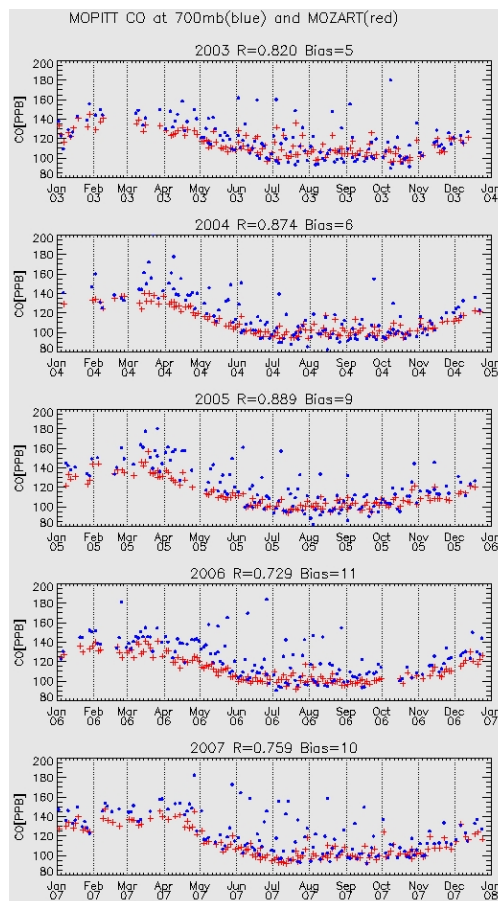 MOPITT CO at 700mb(blue) and MOZART(red)
2003 R=0.820 Bias=5
CO[PPB]
200
180
160
140
120
100
80
Jan Feb Mar Apr May Jun Jul Aug Sep Oct Nov Dec Jan
03 03 03 03 03 03 03 03 03 03 03 03 04
2004 R=0.874 Bias=6
CO[PPB]
200
180
160
140
120
100
80
Jan Feb Mar Apr May Jun Jul Aug Sep Oct Nov Dec Jan
04 04 04 04 04 04 04 04 04 04 04 04 05
2005 R=0.889 Bias=9
CO[PPB]
200
180
160
140
120
100
80
Jan Feb Mar Apr May Jun Jul Aug Sep Oct Nov Dec Jan
05 05 05 05 05 05 05 05 05 05 05 05 06
2006 R=0.729 Bias=11
CO[PPB]
200
180
160
140
120
100
80
Jan Feb Mar Apr May Jun Jul Aug Sep Oct Nov Dec Jan
06 06 06 06 06 06 06 06 06 06 06 06 07
2007 R=0.759 Bias=10
CO[PPB]
200
180
160
140
120
100
80
Jan Feb Mar Apr May Jun Jul Aug Sep Oct Nov Dec Jan
07 07 07 07 07 07 07 07 07 07 07 07 08